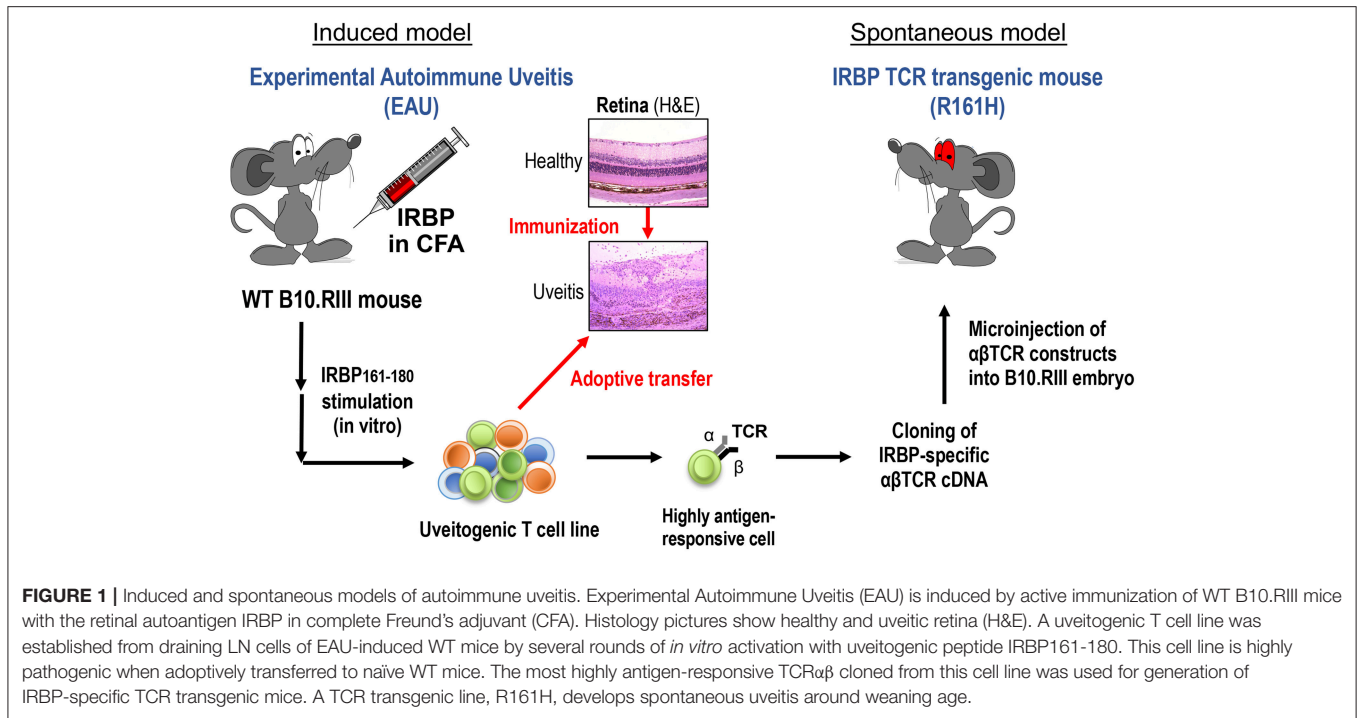 Induced model
Experimental Autoimmune Uveitis
(EAU)
IRBP
in CFA
WT B10.RIII mouse
IRBP161-180
stimulation
(in vitro)
Retina (H&E)
Healthy
Immunization
Uveitis
Adoptive transfer
Uveitogenic T cell line
α TCR
β
Highly antigen-
responsive cell
Spontaneous model
IRBP TCR transgenic mouse
(R161H)
Microinjection of
αβTCR constructs
into B10.RIII embryo
Cloning of
IRBP-specific
αβTCR cDNA
FIGURE 1 | Induced and spontaneous models of autoimmune uveitis. Experimental Autoimmune Uveitis (EAU) is induced by active immunization of WT B10.RIII mice
with the retinal autoantigen IRBP in complete Freund's adjuvant (CFA). Histology pictures show healthy and uveitic retina (H&E). A uveitogenic T cell line was
established from draining LN cells of EAU-induced WT mice by several rounds of in vitro activation with uveitogenic peptide IRBP161-180. This cell line is highly
pathogenic when adoptively transferred to naïve WT mice. The most highly antigen-responsive TCRαβ cloned from this cell line was used for generation of
IRBP-specific TCR transgenic mice. A TCR transgenic line, R161H, develops spontaneous uveitis around weaning age.